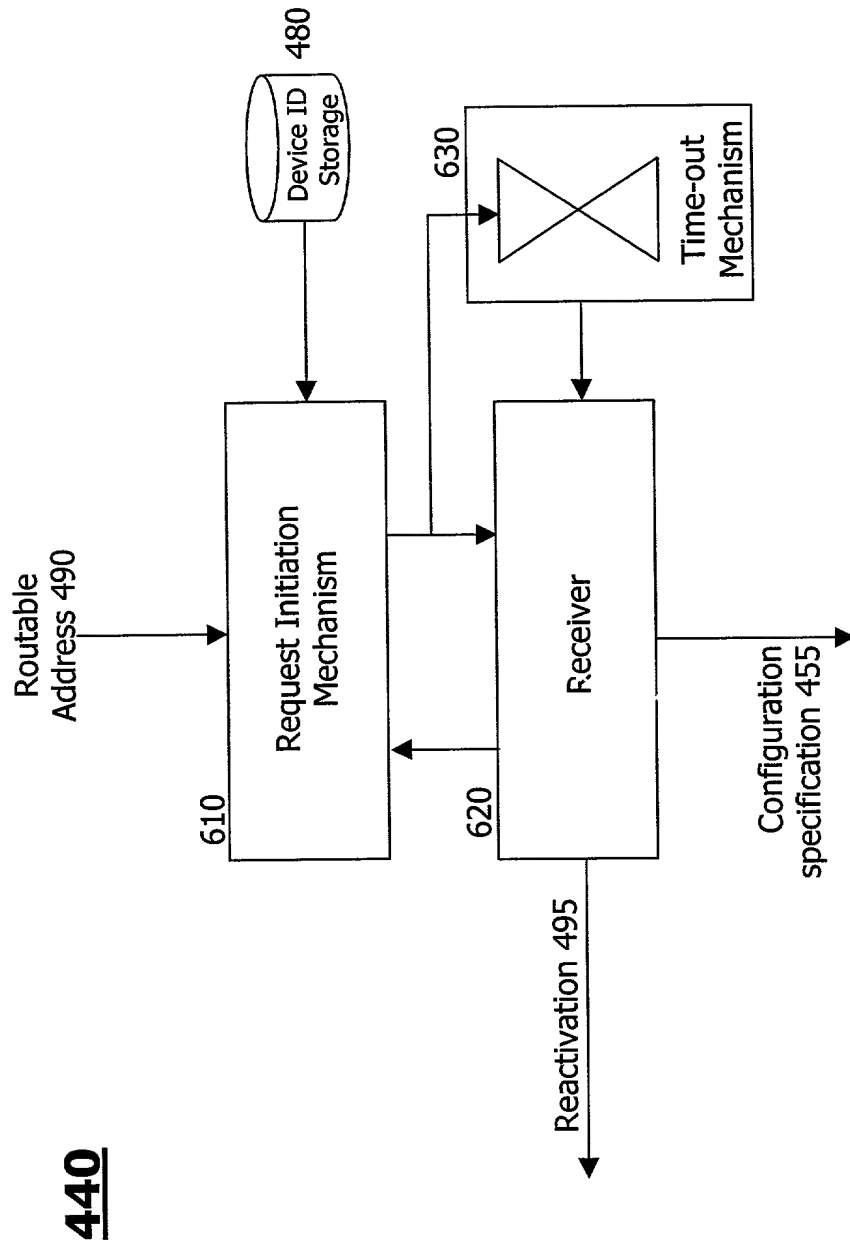 440
Routable
Address 490
Device ID
Storage
480
610
Request Initiation
Mechanism
630
Time-out
Mechanism
620
Receiver
Reactivation 495
Configuration
specification 455